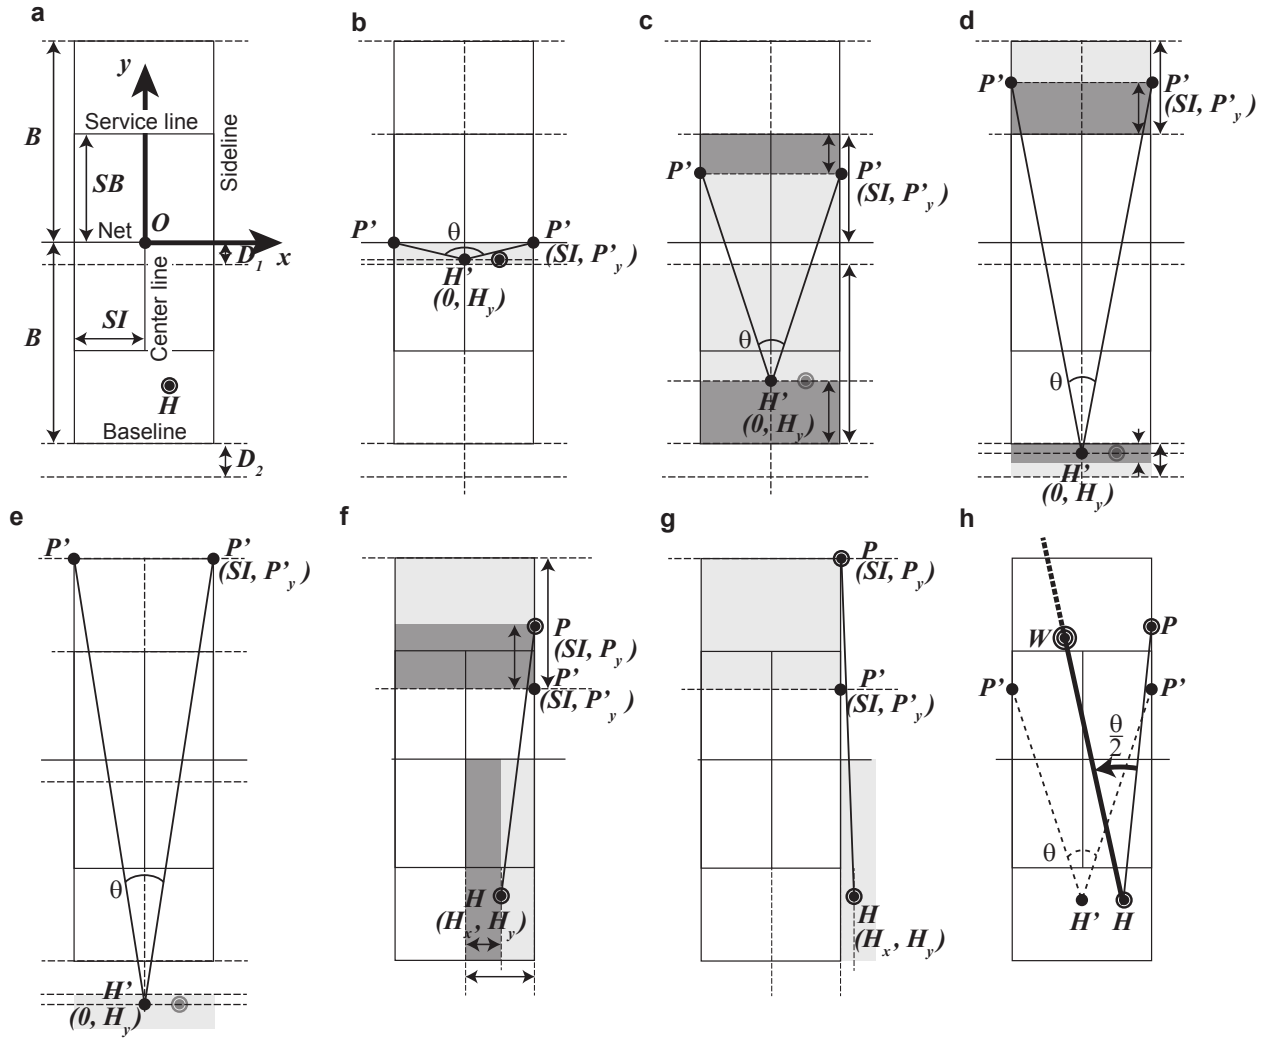 a
y
Service line
B
SB
Sideline
Net
O
D1
x
SI
Center line
B
H
Baseline
D2
b
P’
θ
P’
(SI, P’y )
H’
(0, Hy)
c
P’
P’
(SI, P’y )
θ
H’
(0, Hy)
d
P’
P’
(SI, P’y )
θ
H’
(0, Hy)
e
P’
P’
(SI, P’y )
θ
H’
(0, Hy)
f
P
(SI, Py )
P’
(SI, P’y )
H
(Hx , Hy)
g
P
(SI, Py)
P’
(SI, P’y)
H
(Hx, Hy)
h
W
P
P’
P’
θ
2
θ
H’
H